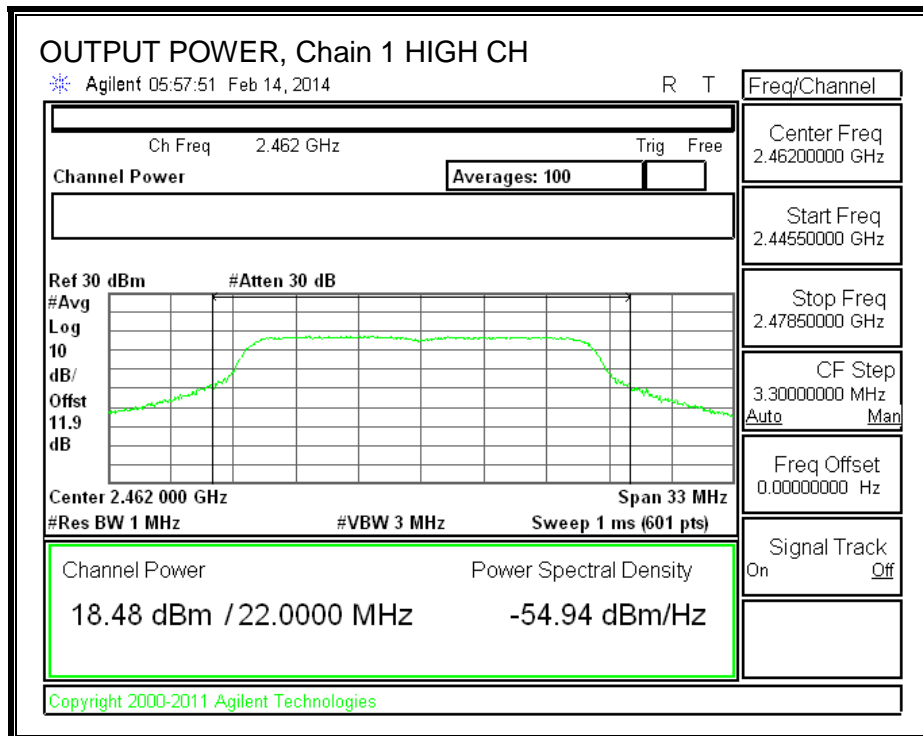 OUTPUT POWER, Chain 1 HIGH CH
Agilent 05:57:51 Feb 14, 2014 R T
Ch Freq 2.462 GHz Trig Free
Channel Power Averages: 100
Ref 30 dBm #Atten 30 dB
#Avg
Log
10
dB/
Offst
11.9
dB
Center 2.462 000 GHz Span 33 MHz
#Res BW 1 MHz #VBW 3 MHz Sweep 1 ms (601 pts)
Channel Power Power Spectral Density
18.48 dBm / 22.0000 MHz -54.94 dBm/Hz
Copyright 2000-2011 Agilent Technologies
Freq/Channel
Center Freq
2.46200000 GHz
Start Freq
2.44550000 GHz
Stop Freq
2.47850000 GHz
CF Step
3.30000000 MHz
Auto Man
Freq Offset
0.00000000 Hz
Signal Track
On Off